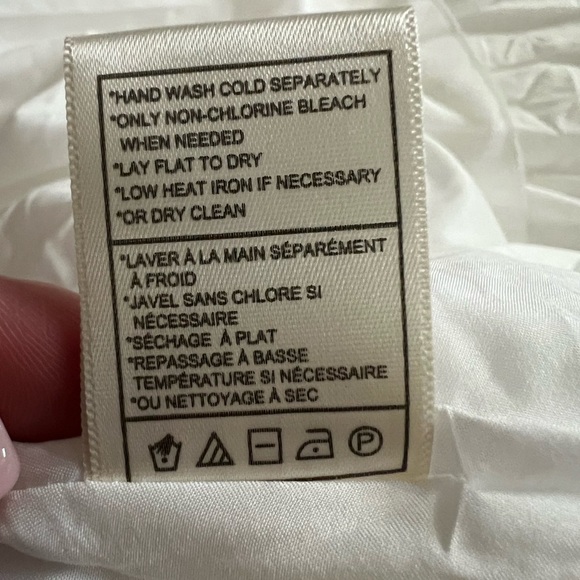 *HAND WASH COLD SEPARATELY
*ONLY NON-CHLORINE BLEACH
WHEN NEEDED
*LAY FLAT TO DRY
*LOW HEAT IRON IF NECESSARY
*OR DRY CLEAN
*LAVER À LA MAIN SÉPARÉMENT
À FROID
*JAVEL SANS CHLORE SI
NÉCESSAIRE
*SÉCHAGE À PLAT
*REPASSAGE À BASSE
TEMPÉRATURE SI NÉCESSAIRE
*OU NETTOYAGE À SEC
P